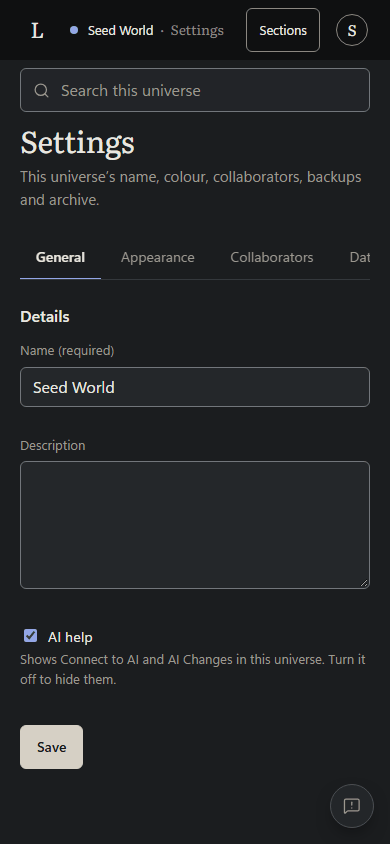 L
Seed World · Settings
Sections
S
Search this universe
Settings
This universe's name, colour, collaborators, backups
and archive.
General
Appearance
Collaborators
Dat
Details
Name (required)
Seed World
Description
AI help
Shows Connect to AI and AI Changes in this universe. Turn it
off to hide them.
Save